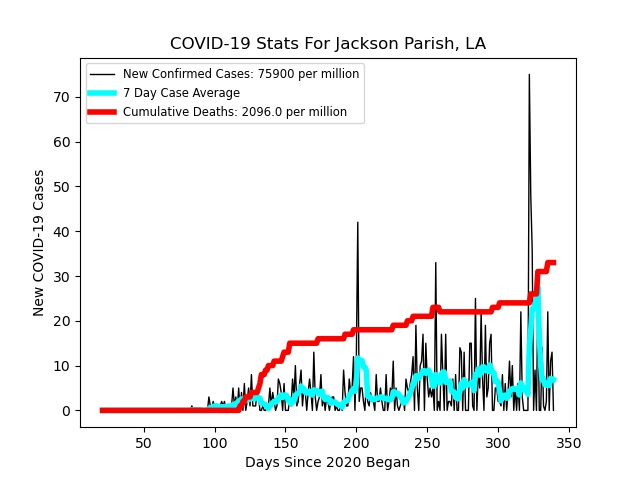 COVID-19 Stats For Jackson Parish, LA
New Confirmed Cases: 75900 per million
7 Day Case Average
Cumulative Deaths: 2096.0 per million
New COVID-19 Cases
70
60
50
40
30
20
10
0
50 100 150 200 250 300 350
Days Since 2020 Began